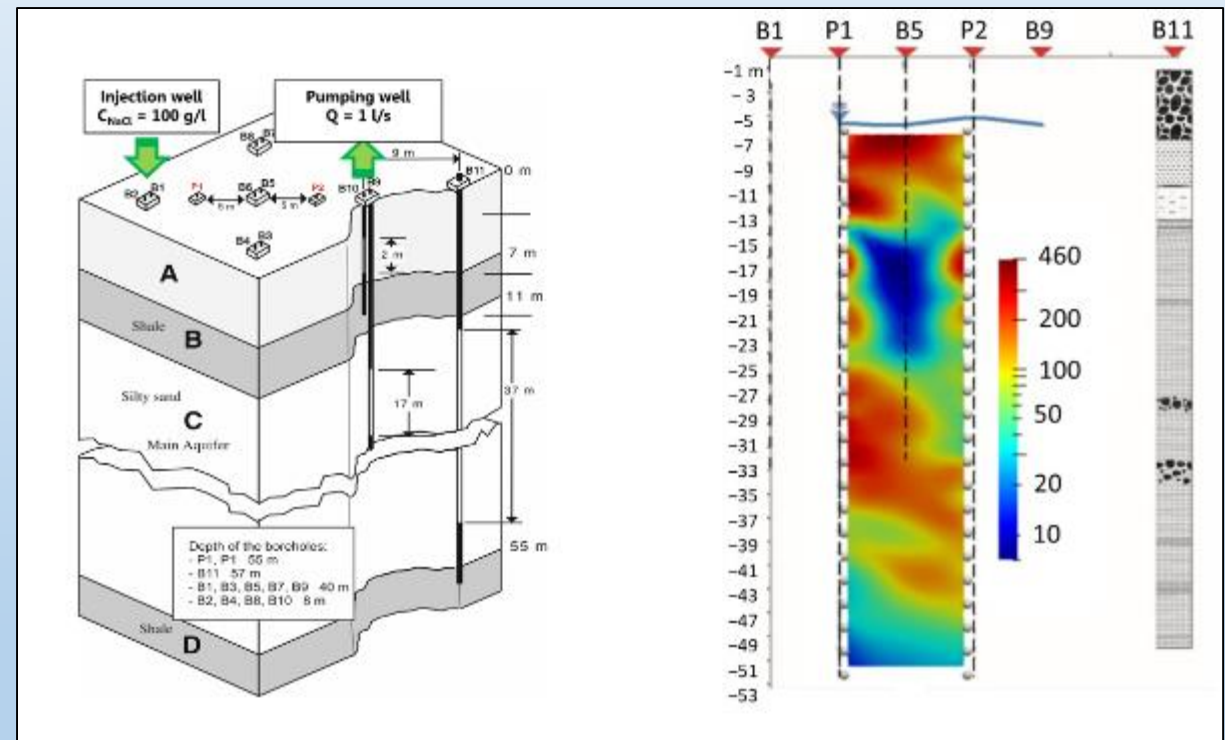 Injection well
C_NaCl = 100 g/l
Pumping well
Q = 1 l/s
B8 B7
9 m
B11
0 m
B2 B1
P1
B6 B5
P2
B10 B9
5 m
B4 B3
2 m
A
7 m
11 m
Shale
B
Silty sand
C
Main Aquifer
17 m
37 m
Depth of the boreholes:
- P1, P1 55 m
- B11 57 m
- B1, B3, B5, B7, B9 40 m
- B2, B4, B8, B10 8 m
55 m
Shale
D
B1 P1 B5 P2 B9 B11
−1 m
−3
−5
−7
−9
−11
−13
−15
−17
−19
−21
−23
−25
−27
−29
−31
−33
−35
−37
−39
−41
−43
−45
−47
−49
−51
−53
460
200
100
50
20
10